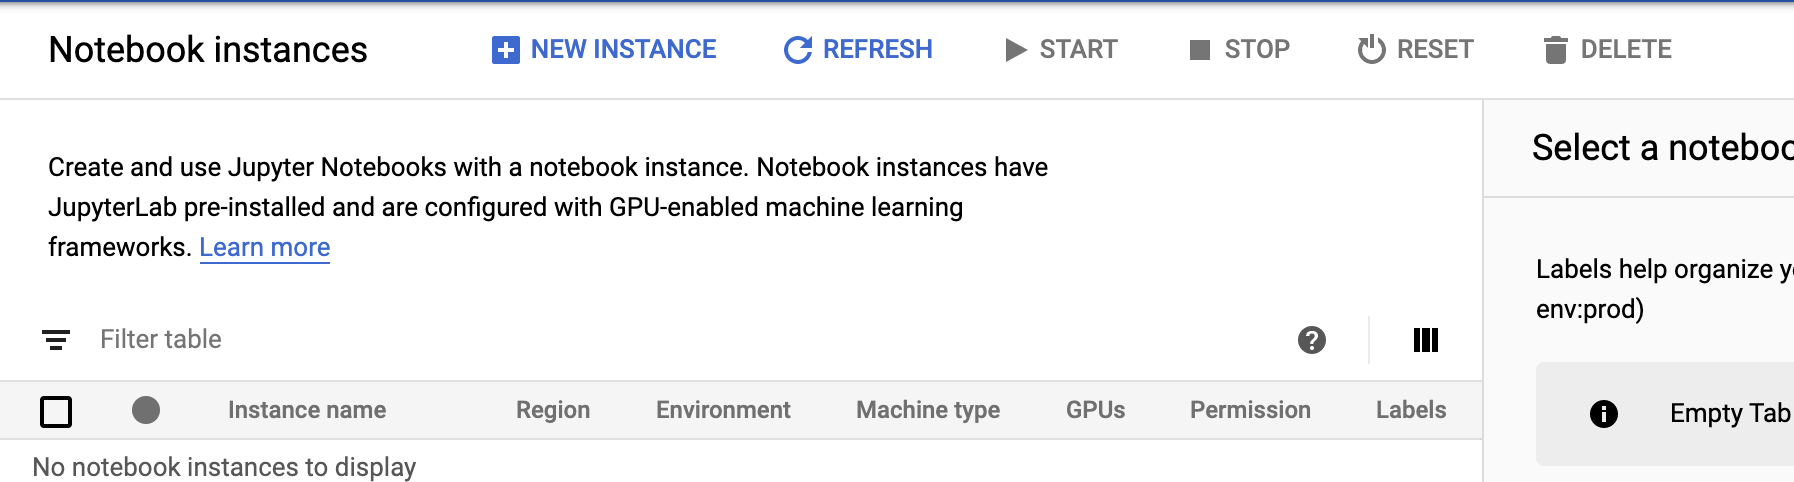 Notebook instances
NEW INSTANCE
REFRESH
START
STOP
RESET
DELETE
Create and use Jupyter Notebooks with a notebook instance. Notebook instances have
JupyterLab pre-installed and are configured with GPU-enabled machine learning
frameworks. Learn more
Filter table
Instance name Region Environment Machine type GPUs Permission Labels
No notebook instances to display
Select a noteboo
Labels help organize y
env:prod)
Empty Tab